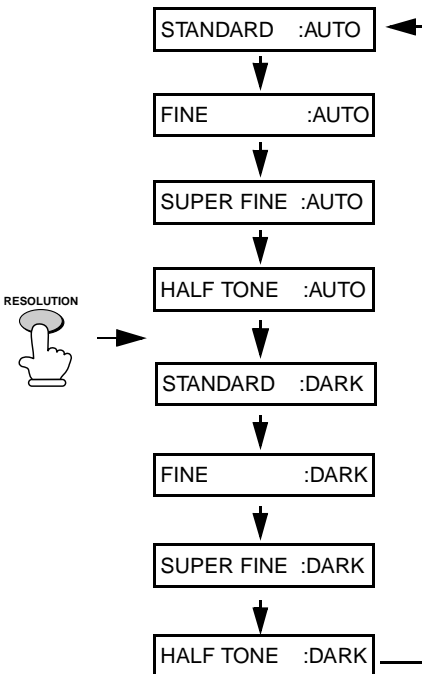 STANDARD :AUTO
FINE :AUTO
SUPER FINE :AUTO
HALF TONE :AUTO
RESOLUTION
STANDARD :DARK
FINE :DARK
SUPER FINE :DARK
HALF TONE :DARK